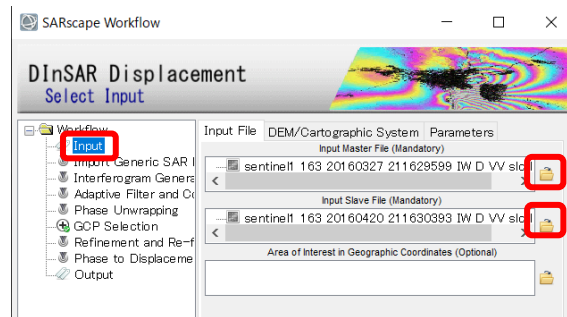 SARscape Workflow
DInSAR Displacement
Select Input
Workflow
Input
Import Generic SAR
Interferogram Genera
Adaptive Filter and Co
Phase Unwrapping
GCP Selection
Refinement and Re-f
Phase to Displaceme
Output
Input File DEM/Cartographic System Parameters
Input Master File (Mandatory)
sentinel1 163 20160327 211629599 IW D VV slc
Input Slave File (Mandatory)
sentinel1 163 20160420 211630393 IW D VV slc
Area of Interest in Geographic Coordinates (Optional)